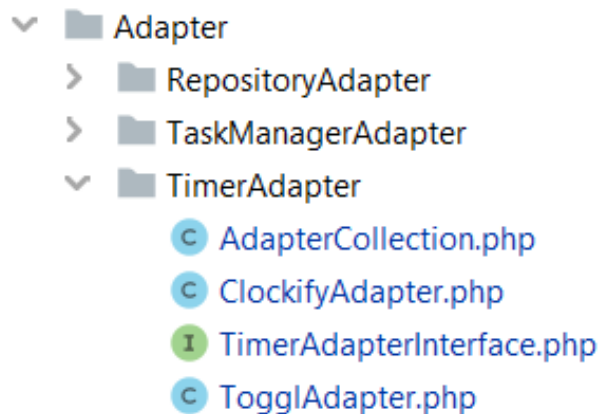 Adapter
RepositoryAdapter
TaskManagerAdapter
TimerAdapter
C AdapterCollection.php
C ClockifyAdapter.php
I TimerAdapterInterface.php
C TogglAdapter.php